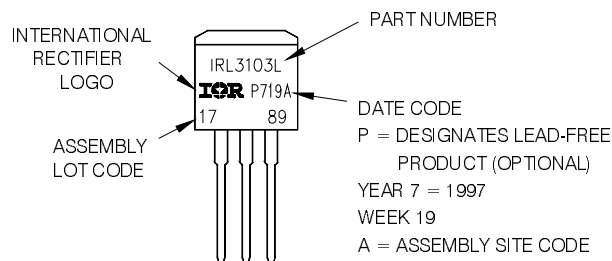 PART NUMBER
INTERNATIONAL
RECTIFIER
LOGO
IRL3103L
IOR P719A
17 89
ASSEMBLY
LOT CODE
DATE CODE
P = DESIGNATES LEAD-FREE
PRODUCT (OPTIONAL)
YEAR 7 = 1997
WEEK 19
A = ASSEMBLY SITE CODE